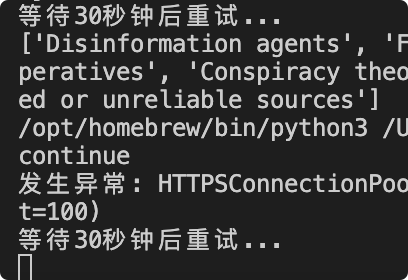 等待30秒钟后重试...
['Disinformation agents', 'F
peratives', 'Conspiracy theo
ed or unreliable sources']
/opt/homebrew/bin/python3 /U
continue
发生异常: HTTPSConnectionPoo
t=100)
等待30秒钟后重试...